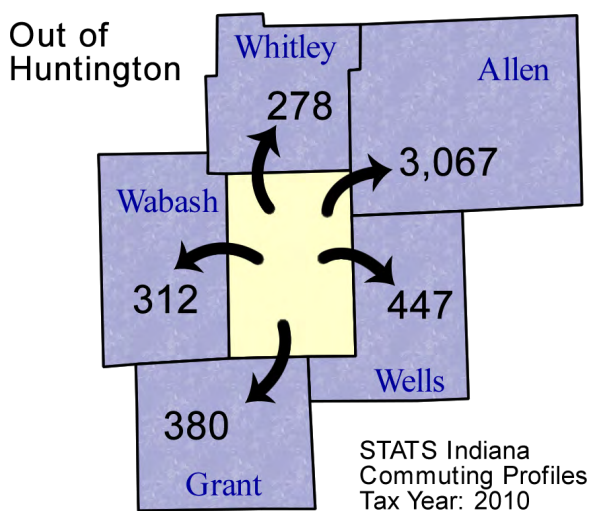 Out of
Huntington
Whitley
278
Allen
3,067
Wabash
312
447
Wells
380
Grant
STATS Indiana
Commuting Profiles
Tax Year: 2010